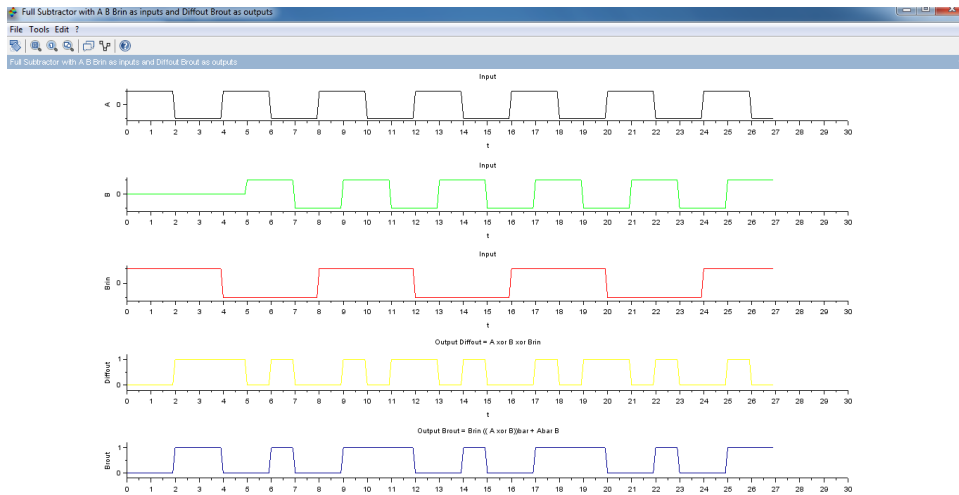 Full Subtractor with A B Brin as inputs and Diffout Brout as outputs
File Tools Edit ?
Full Subtractor with A B Brin as inputs and Diffout Brout as outputs
Input
A 0
0 1 2 3 4 5 6 7 8 9 10 11 12 13 14 15 16 17 18 19 20 21 22 23 24 25 26 27 28 29 30
t
Input
B 0
0 1 2 3 4 5 6 7 8 9 10 11 12 13 14 15 16 17 18 19 20 21 22 23 24 25 26 27 28 29 30
t
Input
Brin 0
0 1 2 3 4 5 6 7 8 9 10 11 12 13 14 15 16 17 18 19 20 21 22 23 24 25 26 27 28 29 30
t
Output Diffout = A xor B xor Brin
1
Diffout
0
0 1 2 3 4 5 6 7 8 9 10 11 12 13 14 15 16 17 18 19 20 21 22 23 24 25 26 27 28 29 30
t
Output Brout = Brin (( A xor B))bar + Abar B
1
Brout
0
0 1 2 3 4 5 6 7 8 9 10 11 12 13 14 15 16 17 18 19 20 21 22 23 24 25 26 27 28 29 30